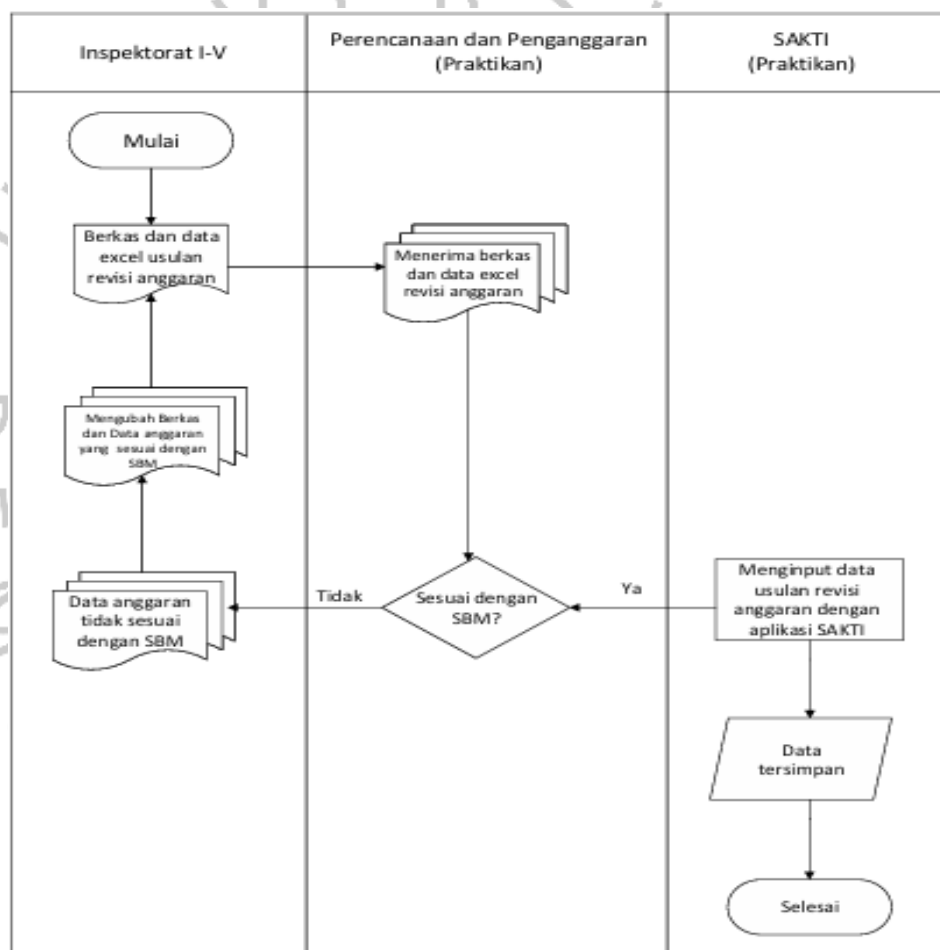 Inspektorat I-V
Perencanaan dan Penganggaran
(Praktikan)
SAKTI
(Praktikan)
Mulai
Berkas dan data
excel usulan
revisi anggaran
Menerima berkas
dan data excel
revisi anggaran
Mengubah Berkas
dan Data anggaran
yang sesuai dengan
SBM
Data anggaran
tidak sesuai
dengan SBM
Tidak
Sesuai dengan
SBM?
Ya
Menginput data
usulan revisi
anggaran dengan
aplikasi SAKTI
Data
tersimpan
Selesai